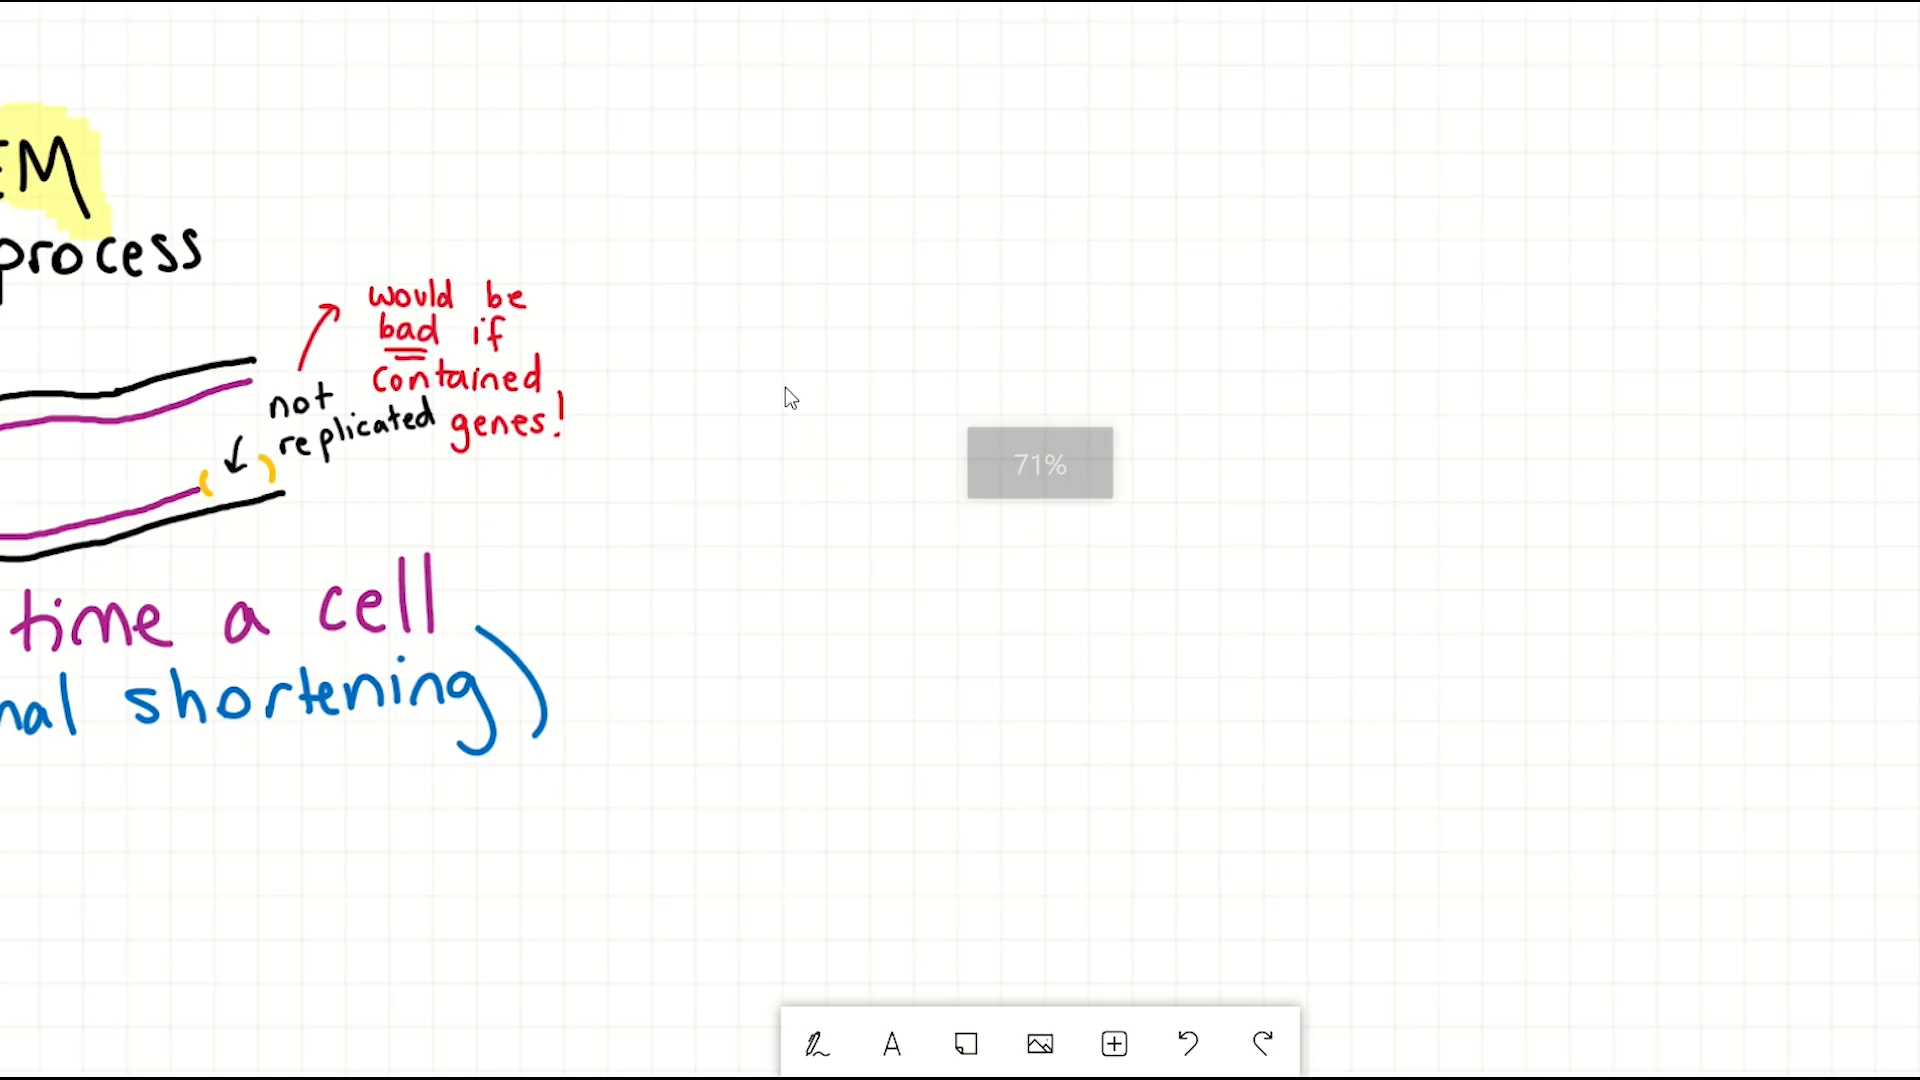 EM
process
would be
bad if
contained
genes!
not
replicated
time a cell
nal shortening)
71%
A